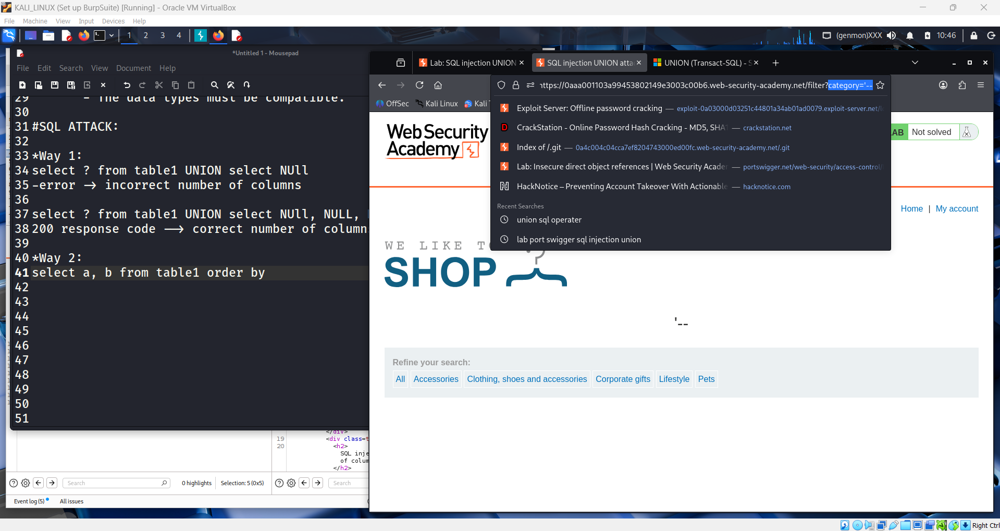 KALI_LINUX (Set up BurpSuite) [Running] - Oracle VM VirtualBox
File Machine View Input Devices Help
1 2 3 4
(genmon)XXX 10:46
*Untitled 1 - Mousepad
File Edit Search View Document Help
29 - The data types must be compatible.
30
31 #SQL ATTACK:
32
33 *Way 1:
34 select ? from table1 UNION select NUll
35 -error -> incorrect number of columns
36
37 select ? from table1 UNION select NUll, NULL,
38 200 response code --> correct number of column
39
40 *Way 2:
41 select a, b from table1 order by
42
43
44
45
46
47
48
49
50
51
Lab: SQL injection UNION
SQL injection UNION atta
UNION (Transact-SQL) - S
https://0aaa001103a99453802149e3003c00b6.web-security-academy.net/filter?category='--
OffSec Kali Linux Kali
Exploit Server: Offline password cracking — exploit-0a03000d03251c44801a34ab01ad0079.exploit-server.net/
CrackStation - Online Password Hash Cracking - MD5, SHA1 — crackstation.net
Index of /.git — 0a4c004c04cca7ef8204743000ed00fc.web-security-academy.net/.git
Lab: Insecure direct object references | Web Security Acader — portswigger.net/web-security/access-control/
HackNotice – Preventing Account Takeover With Actionable — hacknotice.com
Recent Searches
union sql operater
lab port swigger sql injection union
Web Security
Academy
LAB Not solved
Home | My account
WE LIKE TO
SHOP
'--
Refine your search:
All Accessories Clothing, shoes and accessories Corporate gifts Lifestyle Pets
</div>
19 <div class=t
20 <h2>
SQL inje
of colum
</h2>
Search 0 highlights Selection: 5 (0x5)
Search
Event log (5) All issues
Right Ctrl